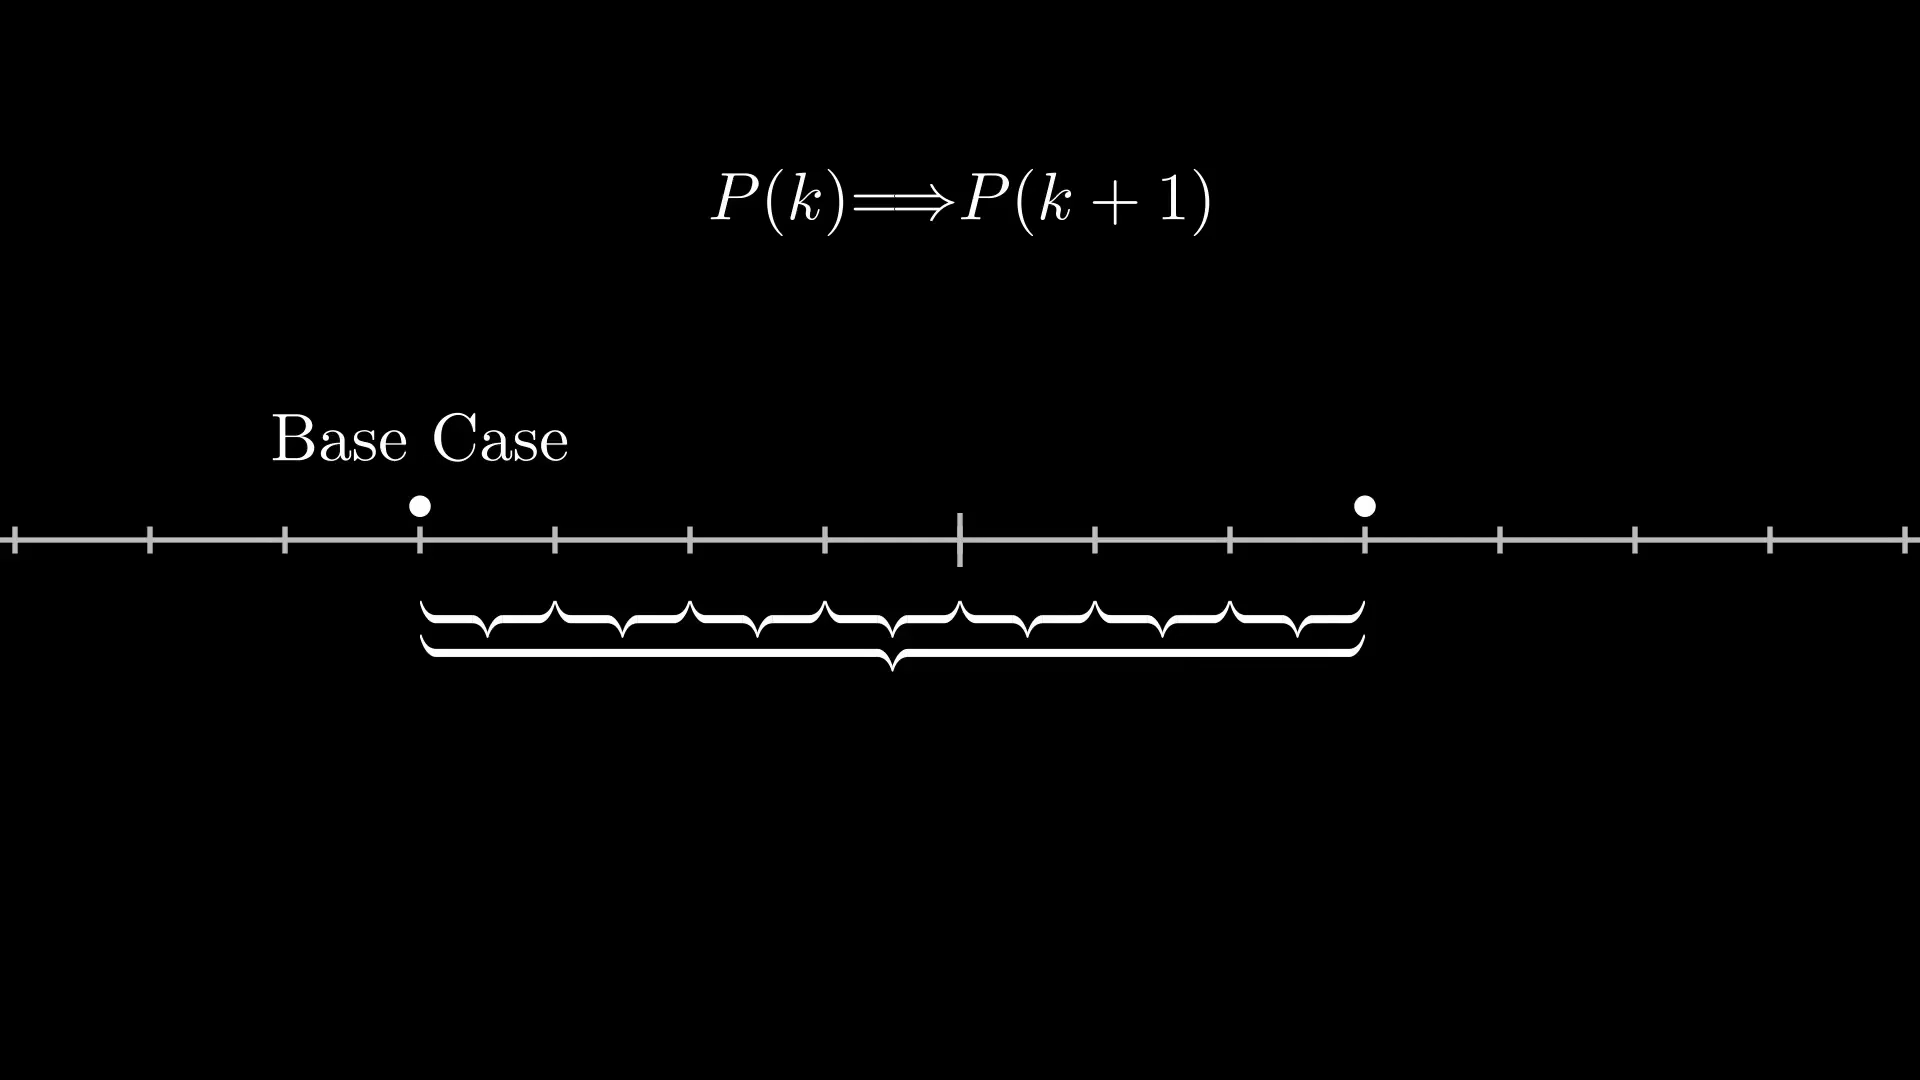 P(k)⟹P(k + 1)
Base Case